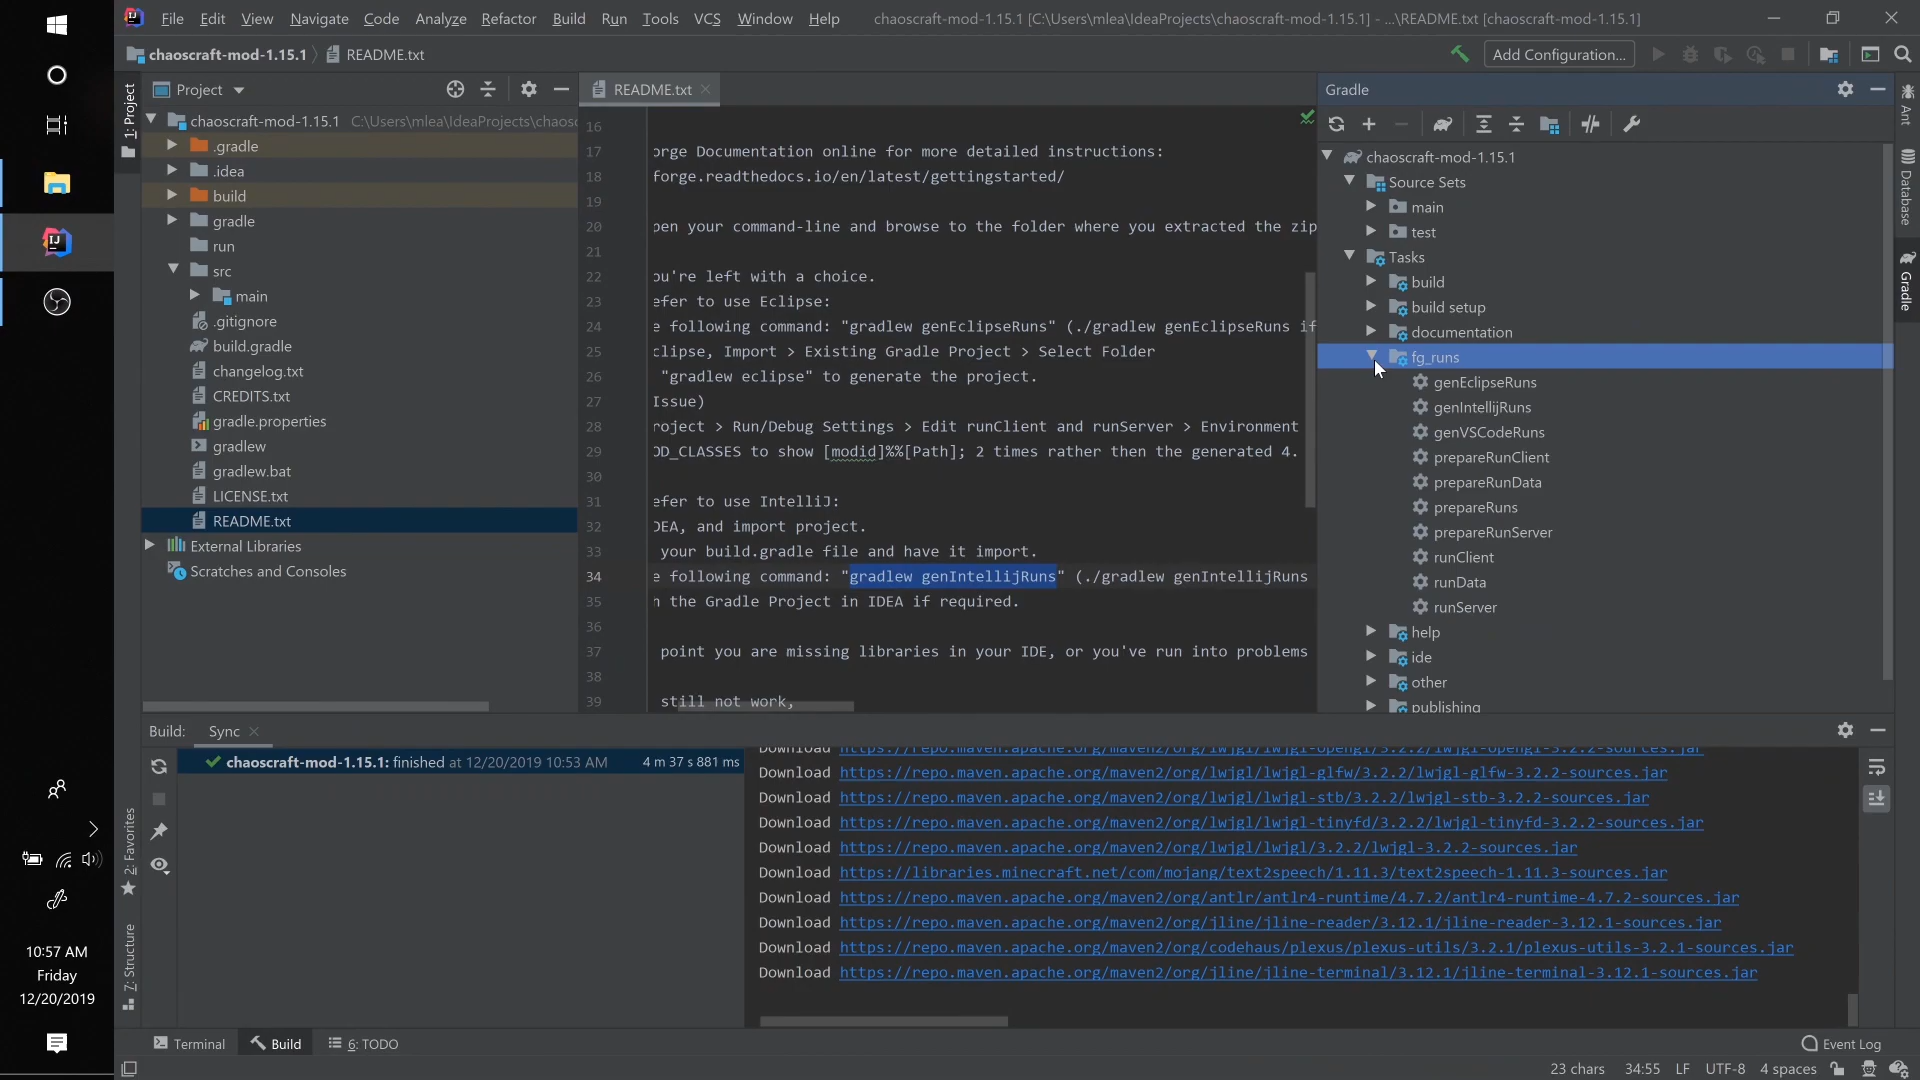 File Edit View Navigate Code Analyze Refactor Build Run Tools VCS Window Help
chaoscraft-mod-1.15.1 [C:\Users\mlea\IdeaProjects\chaoscraft-mod-1.15.1] - ...\README.txt [chaoscraft-mod-1.15.1]
chaoscraft-mod-1.15.1 README.txt
Add Configuration...
1: Project
Project
chaoscraft-mod-1.15.1 C:\Users\mlea\IdeaProjects\chaosc
.gradle
.idea
build
gradle
run
src
main
.gitignore
build.gradle
changelog.txt
CREDITS.txt
gradle.properties
gradlew
gradlew.bat
LICENSE.txt
README.txt
External Libraries
Scratches and Consoles
README.txt
16
17 orge Documentation online for more detailed instructions:
18 forge.readthedocs.io/en/latest/gettingstarted/
19
20 pen your command-line and browse to the folder where you extracted the zip
21
22 ou're left with a choice.
23 efer to use Eclipse:
24 e following command: "gradlew genEclipseRuns" (./gradlew genEclipseRuns if
25 clipse, Import > Existing Gradle Project > Select Folder
26 "gradlew eclipse" to generate the project.
27 Issue)
28 roject > Run/Debug Settings > Edit runClient and runServer > Environment
29 OD_CLASSES to show [modid]%%[Path]; 2 times rather then the generated 4.
30
31 efer to use IntelliJ:
32 DEA, and import project.
33 your build.gradle file and have it import.
34 e following command: "gradlew genIntellijRuns" (./gradlew genIntellijRuns
35 h the Gradle Project in IDEA if required.
36
37 point you are missing libraries in your IDE, or you've run into problems
38
39 still not work,
Gradle
chaoscraft-mod-1.15.1
Source Sets
main
test
Tasks
build
build setup
documentation
fg_runs
genEclipseRuns
genIntellijRuns
genVSCodeRuns
prepareRunClient
prepareRunData
prepareRuns
prepareRunServer
runClient
runData
runServer
help
ide
other
publishing
Ant
Database
Gradle
Build: Sync
chaoscraft-mod-1.15.1: finished at 12/20/2019 10:53 AM 4 m 37 s 881 ms
Download https://repo.maven.apache.org/maven2/org/lwjgl/lwjgl-opengl/3.2.2/lwjgl-opengl-3.2.2-sources.jar
Download https://repo.maven.apache.org/maven2/org/lwjgl/lwjgl-glfw/3.2.2/lwjgl-glfw-3.2.2-sources.jar
Download https://repo.maven.apache.org/maven2/org/lwjgl/lwjgl-stb/3.2.2/lwjgl-stb-3.2.2-sources.jar
Download https://repo.maven.apache.org/maven2/org/lwjgl/lwjgl-tinyfd/3.2.2/lwjgl-tinyfd-3.2.2-sources.jar
Download https://repo.maven.apache.org/maven2/org/lwjgl/lwjgl/3.2.2/lwjgl-3.2.2-sources.jar
Download https://libraries.minecraft.net/com/mojang/text2speech/1.11.3/text2speech-1.11.3-sources.jar
Download https://repo.maven.apache.org/maven2/org/antlr/antlr4-runtime/4.7.2/antlr4-runtime-4.7.2-sources.jar
Download https://repo.maven.apache.org/maven2/org/jline/jline-reader/3.12.1/jline-reader-3.12.1-sources.jar
Download https://repo.maven.apache.org/maven2/org/codehaus/plexus/plexus-utils/3.2.1/plexus-utils-3.2.1-sources.jar
Download https://repo.maven.apache.org/maven2/org/jline/jline-terminal/3.12.1/jline-terminal-3.12.1-sources.jar
2: Favorites
7: Structure
Terminal Build 6: TODO
Event Log
23 chars 34:55 LF UTF-8 4 spaces
10:57 AM
Friday
12/20/2019